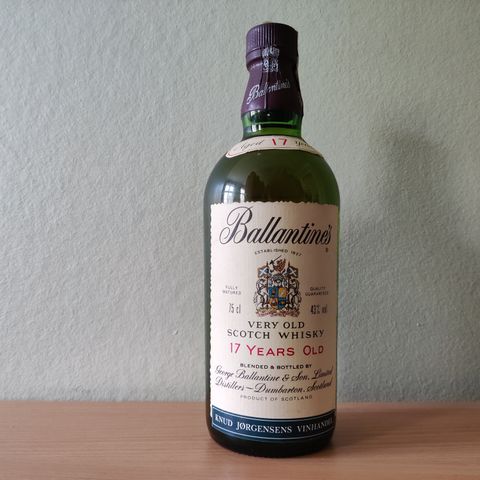 Ballantine's
Aged 17 Years
Ballantine's
ESTABLISHED 1827
FULLY
MATURED
QUALITY
GUARANTEED
75 cl
43% vol
VERY OLD
SCOTCH WHISKY
17 YEARS OLD
BLENDED & BOTTLED BY
George Ballantine & Son, Limited
Distillers — Dumbarton, Scotland
PRODUCT OF SCOTLAND
KNUD JØRGENSENS VINHANDEL